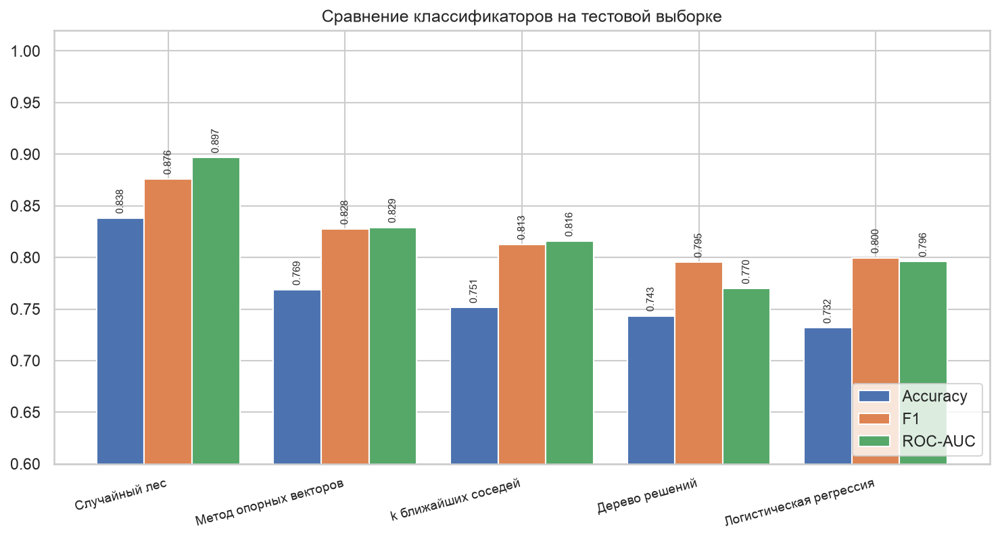 Сравнение классификаторов на тестовой выборке
1.00
0.95
0.90
0.85
0.80
0.75
0.70
0.65
0.60
0.838
0.876
0.897
0.769
0.828
0.829
0.751
0.813
0.816
0.743
0.795
0.770
0.732
0.800
0.796
Accuracy
F1
ROC-AUC
Случайный лес
Метод опорных векторов
k ближайших соседей
Дерево решений
Логистическая регрессия